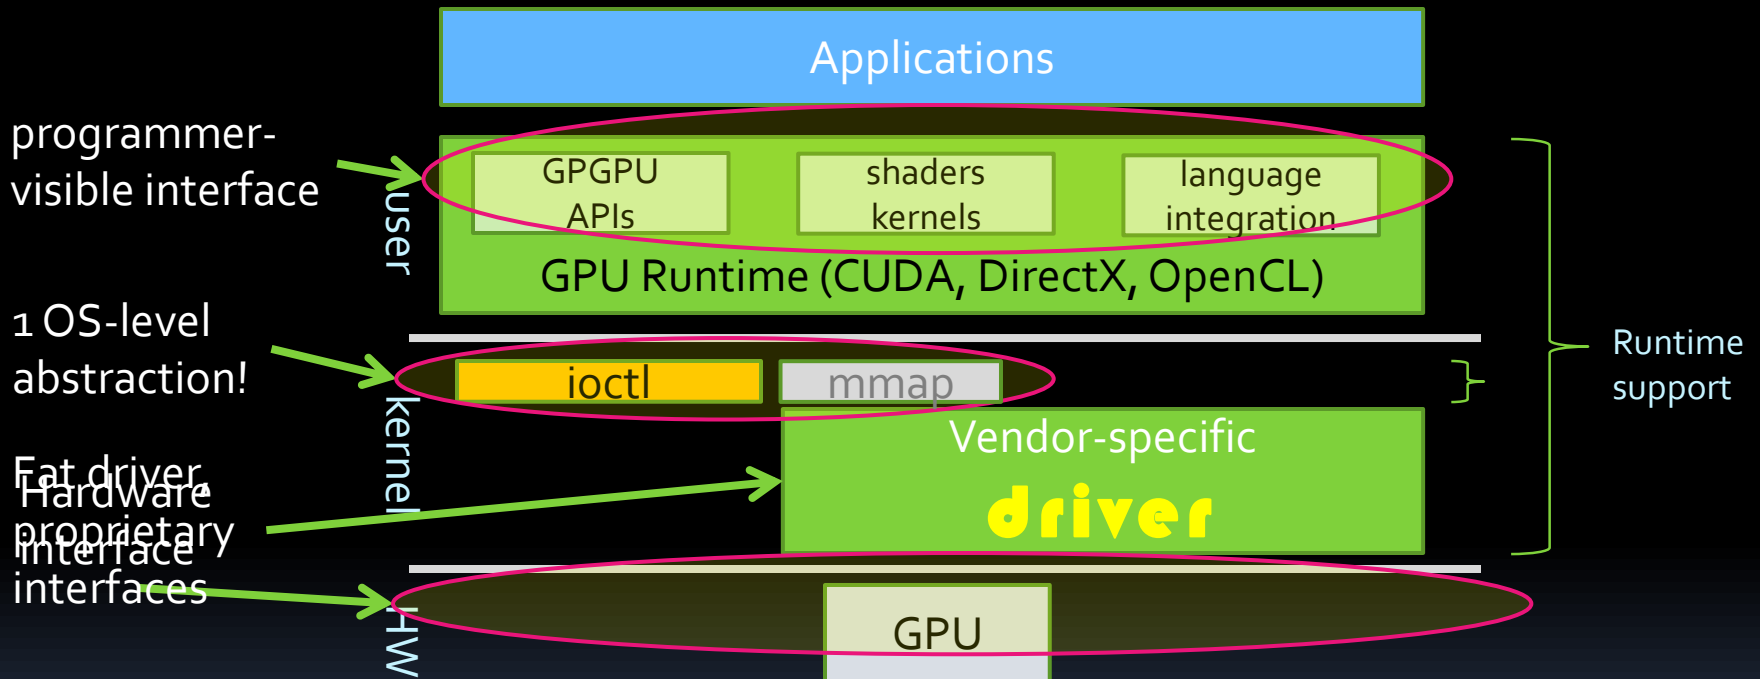 Applications
programmer-
visible interface
user
GPGPU
APIs
shaders
kernels
language
integration
GPU Runtime (CUDA, DirectX, OpenCL)
1 OS-level
abstraction!
kernel
ioctl
mmap
Runtime
support
Vendor-specific
driver
Fat driver,
proprietary
interfaces
Hardware
interface
HW
GPU